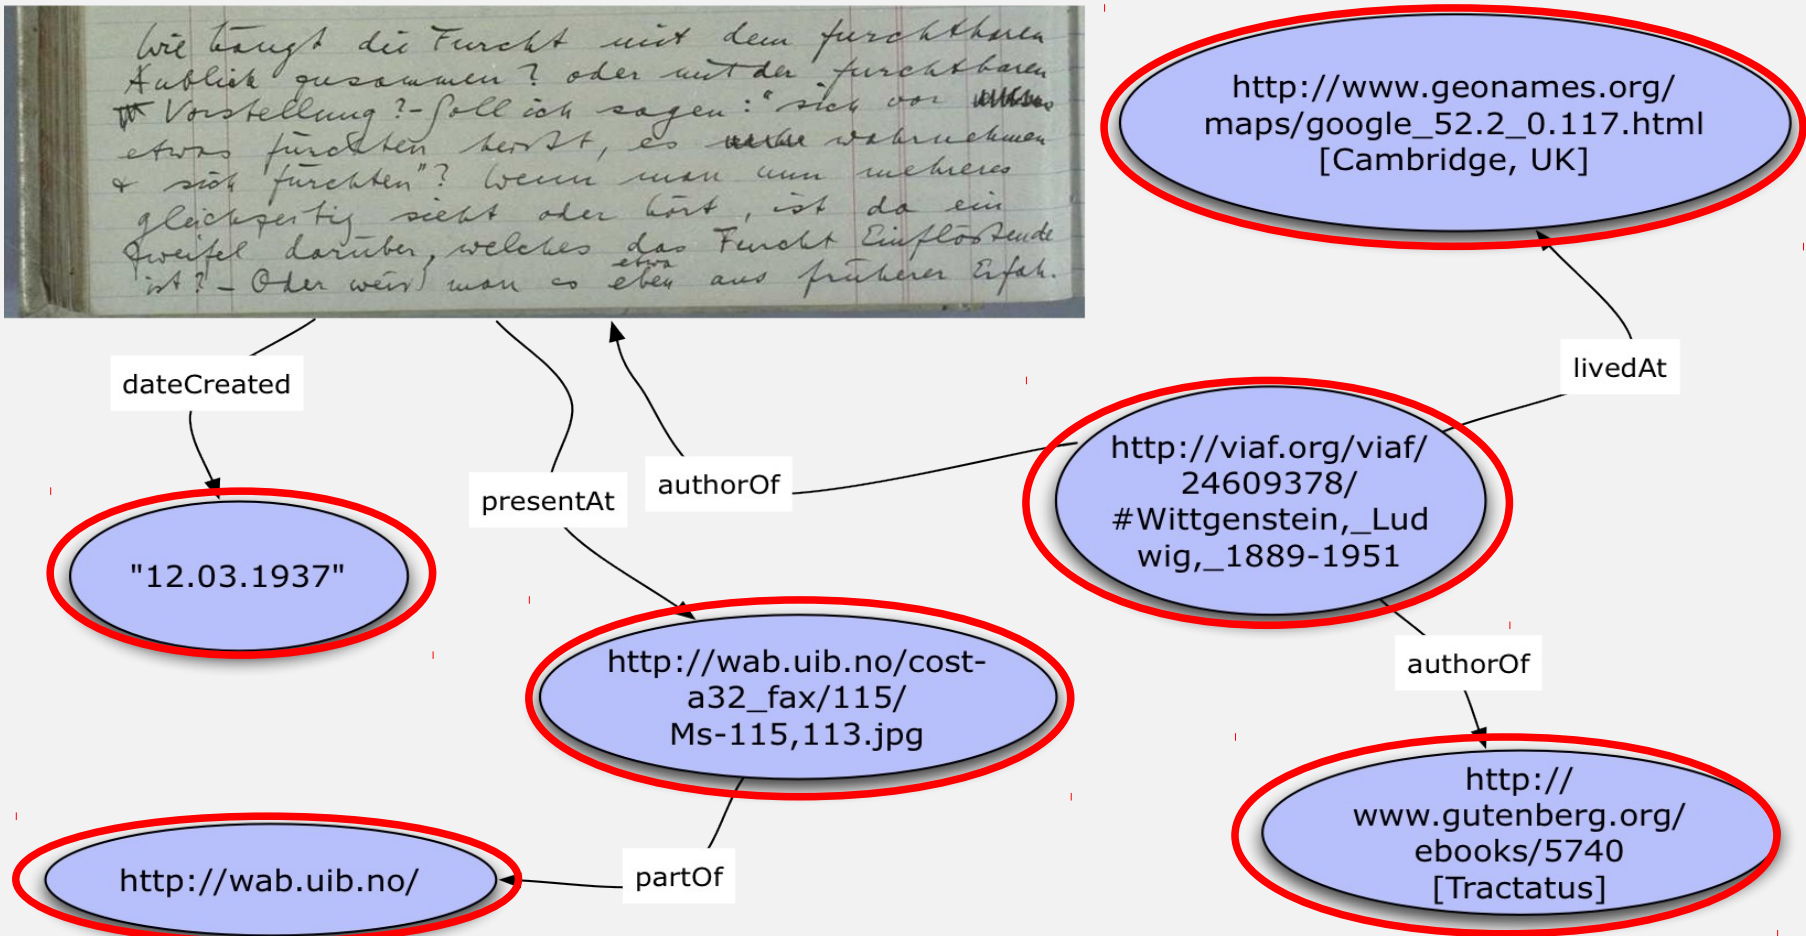 Wie hängt die Furcht mit dem furchtbaren
Anblick zusammen? oder mit der furchtbaren
Vorstellung? – Soll ich sagen: "sich vor
etwas fürchten heißt, es wahrnehmen
& sich fürchten"? Wenn man nun mehreres
gleichzeitig sieht oder hört, ist da ein
Zweifel darüber, welches das Furcht Einflößende
ist? – Oder weiß man es etwa eben aus früherer Erfah-
http://www.geonames.org/
maps/google_52.2_0.117.html
[Cambridge, UK]
livedAt
dateCreated
presentAt
authorOf
http://viaf.org/viaf/
24609378/
#Wittgenstein,_Lud
wig,_1889-1951
"12.03.1937"
http://wab.uib.no/cost-
a32_fax/115/
Ms-115,113.jpg
authorOf
http://
www.gutenberg.org/
ebooks/5740
[Tractatus]
partOf
http://wab.uib.no/